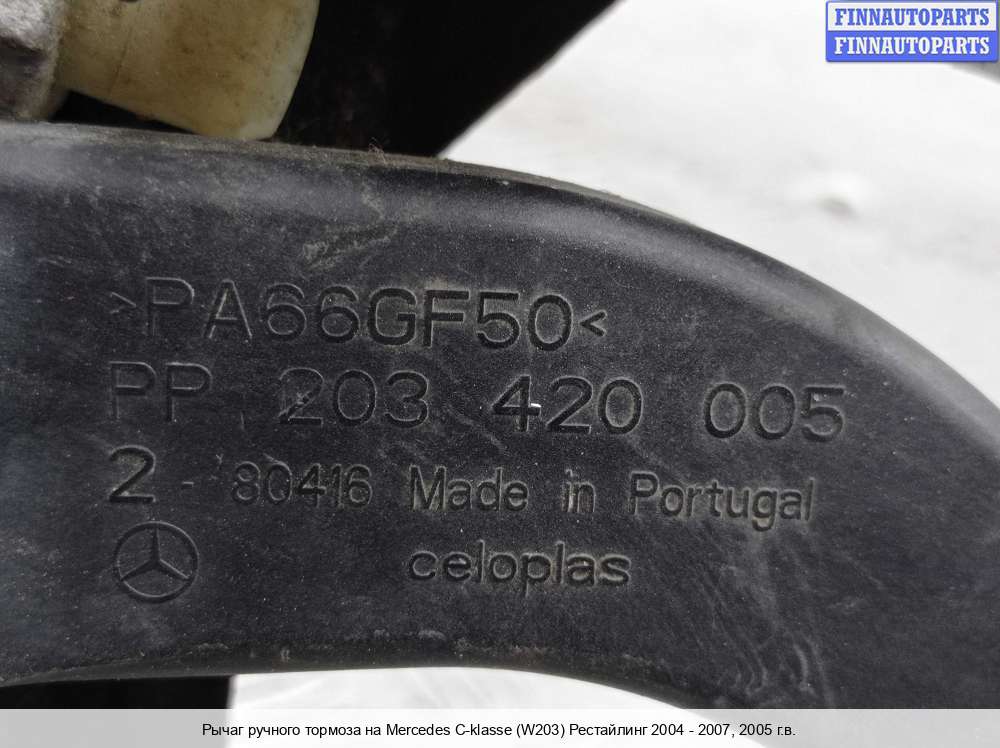 FINNAUTOPARTS
FINNAUTOPARTS
>PA66GF50<
PP 203 420 005
2 - 80416 Made in Portugal
celoplas
Рычаг ручного тормоза на Mercedes C-klasse (W203) Рестайлинг 2004 - 2007, 2005 г.в.